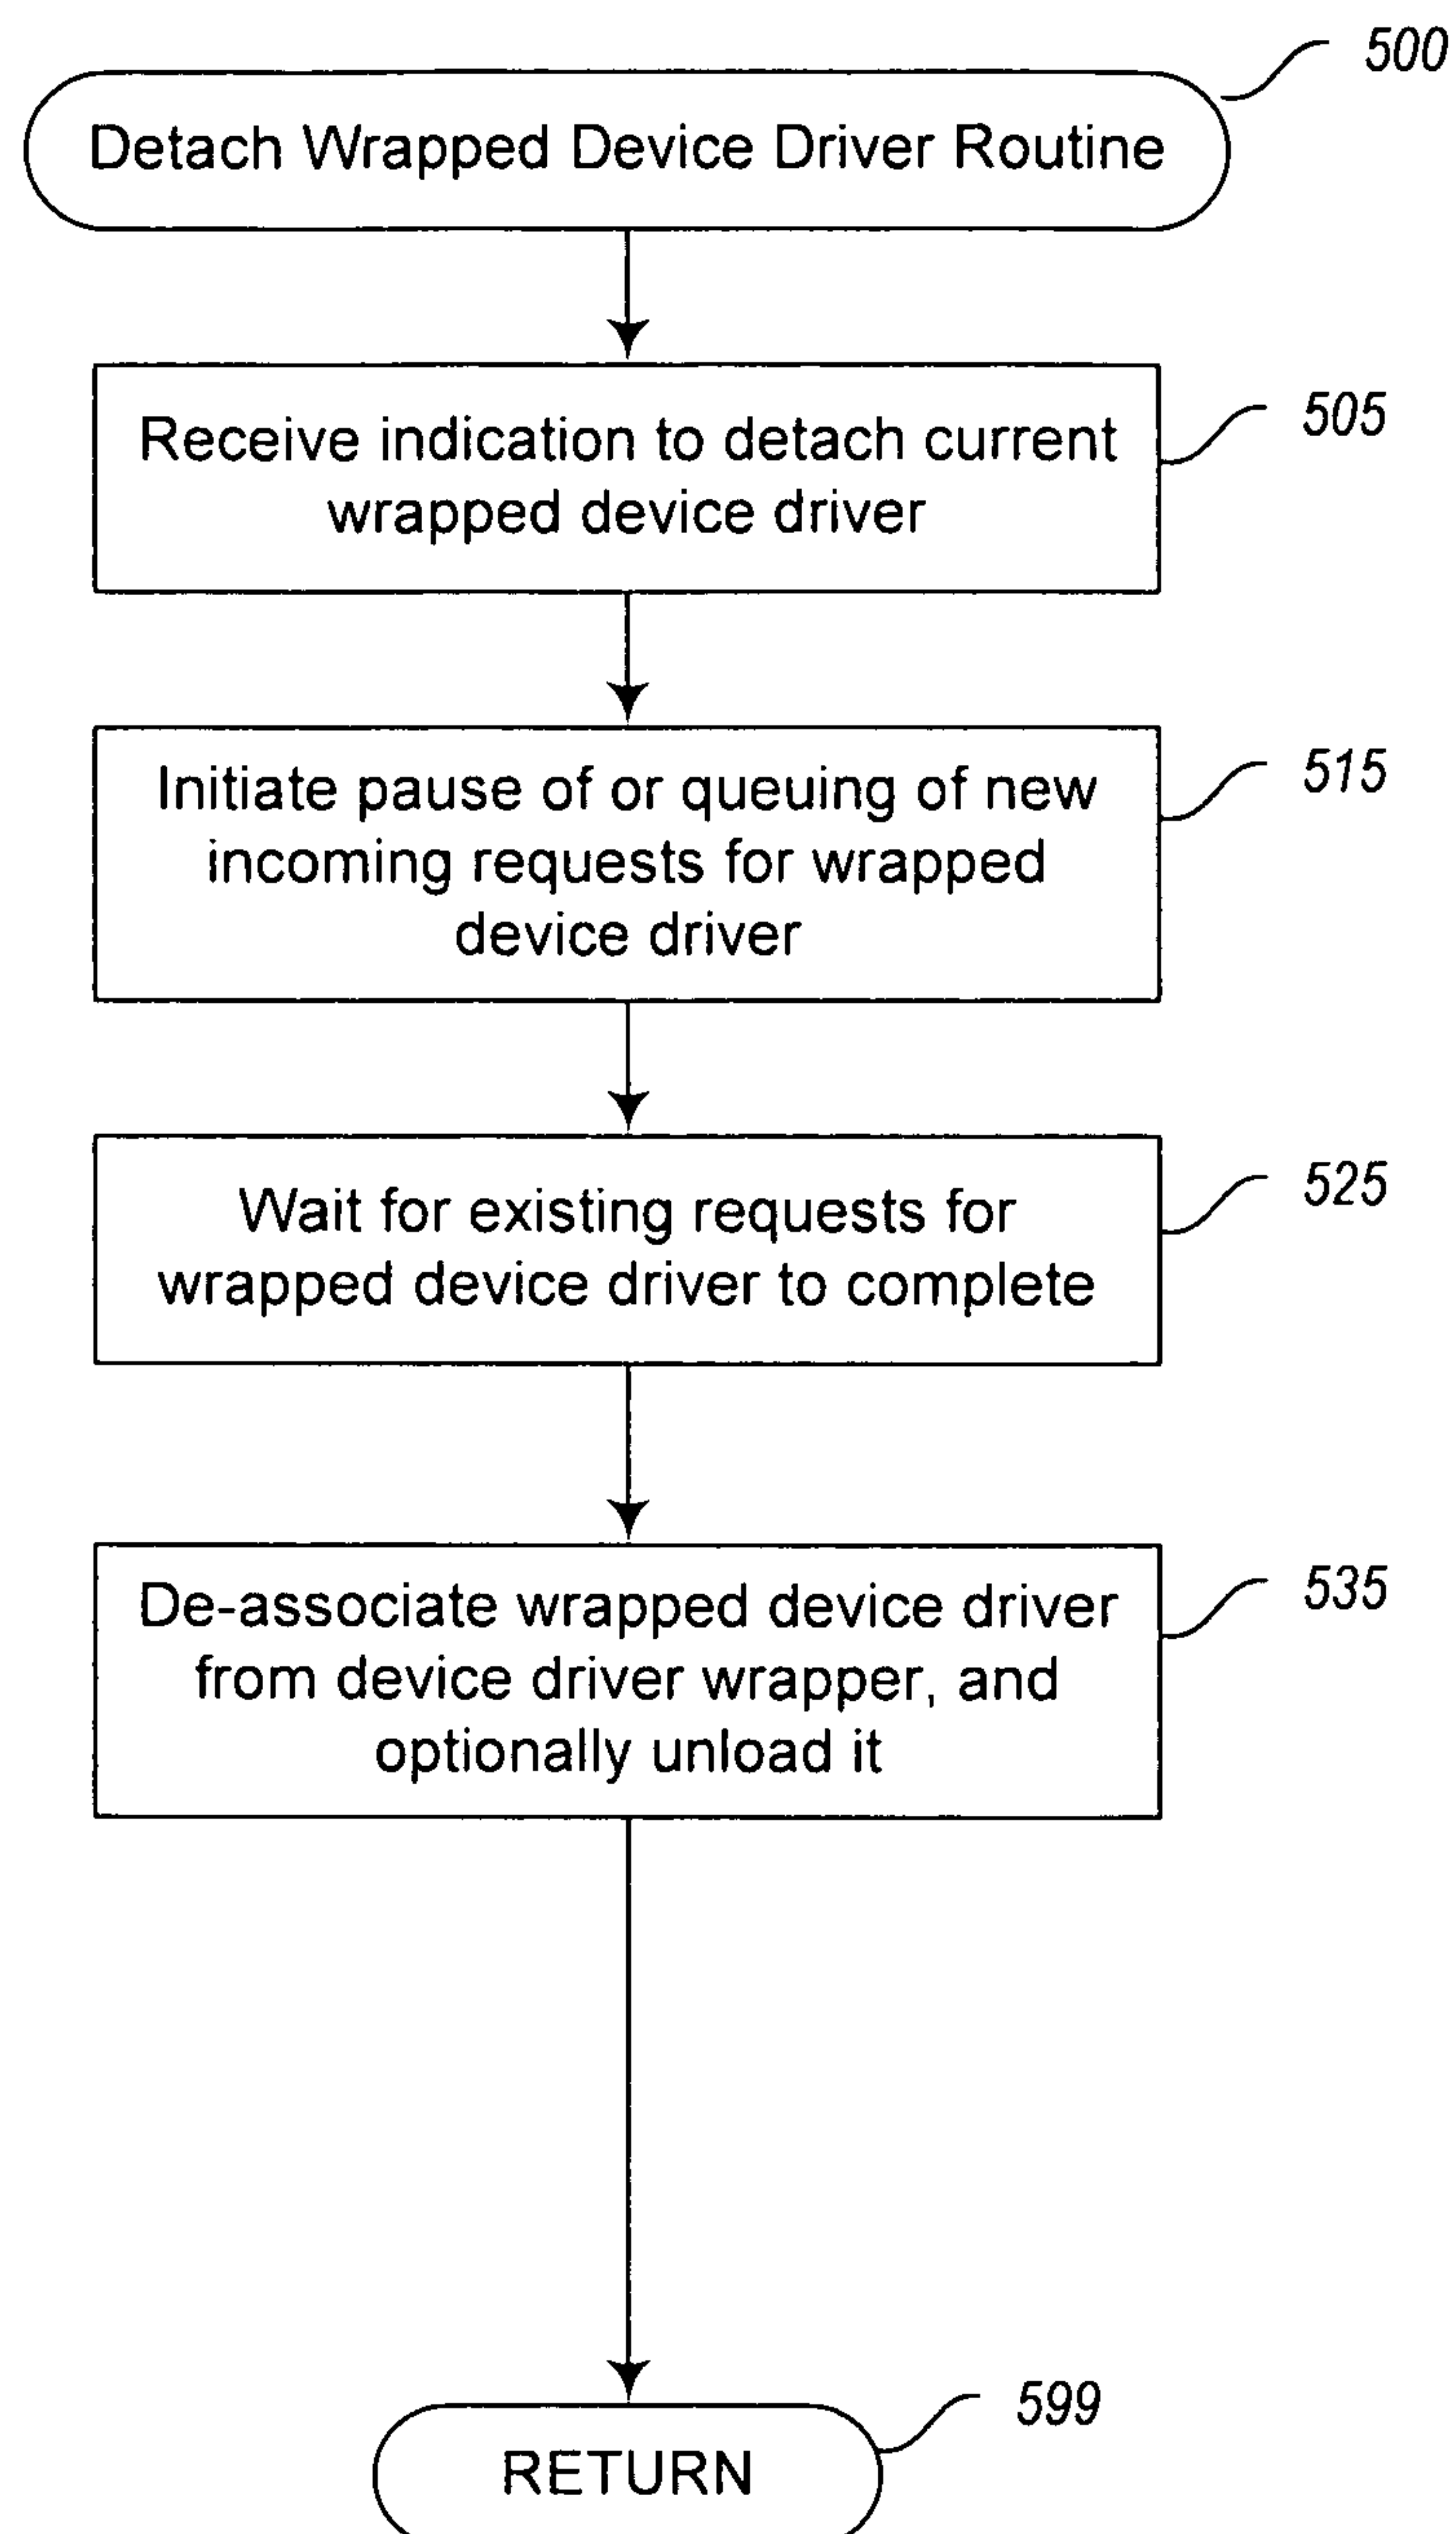 500
Detach Wrapped Device Driver Routine
505
Receive indication to detach current
wrapped device driver
515
Initiate pause of or queuing of new
incoming requests for wrapped
device driver
525
Wait for existing requests for
wrapped device driver to complete
535
De-associate wrapped device driver
from device driver wrapper, and
optionally unload it
599
RETURN